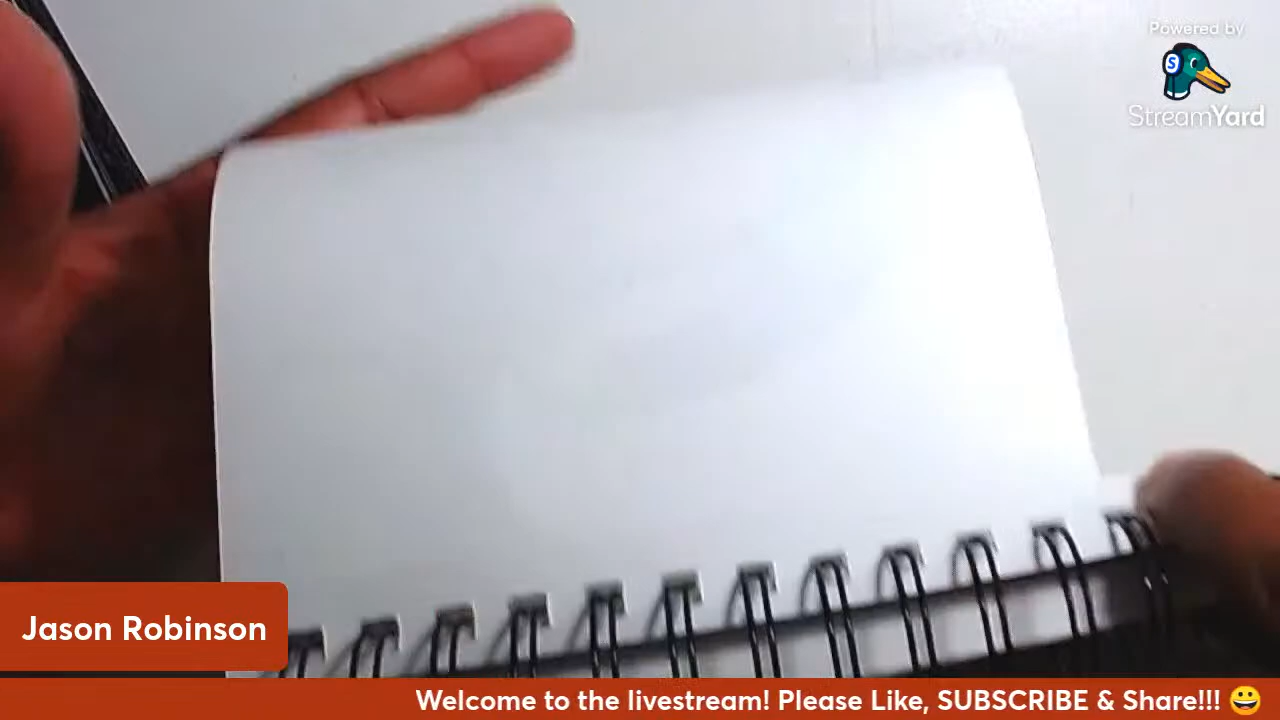 Powered by
StreamYard
Jason Robinson
Welcome to the livestream! Please Like, SUBSCRIBE & Share!!! 😀